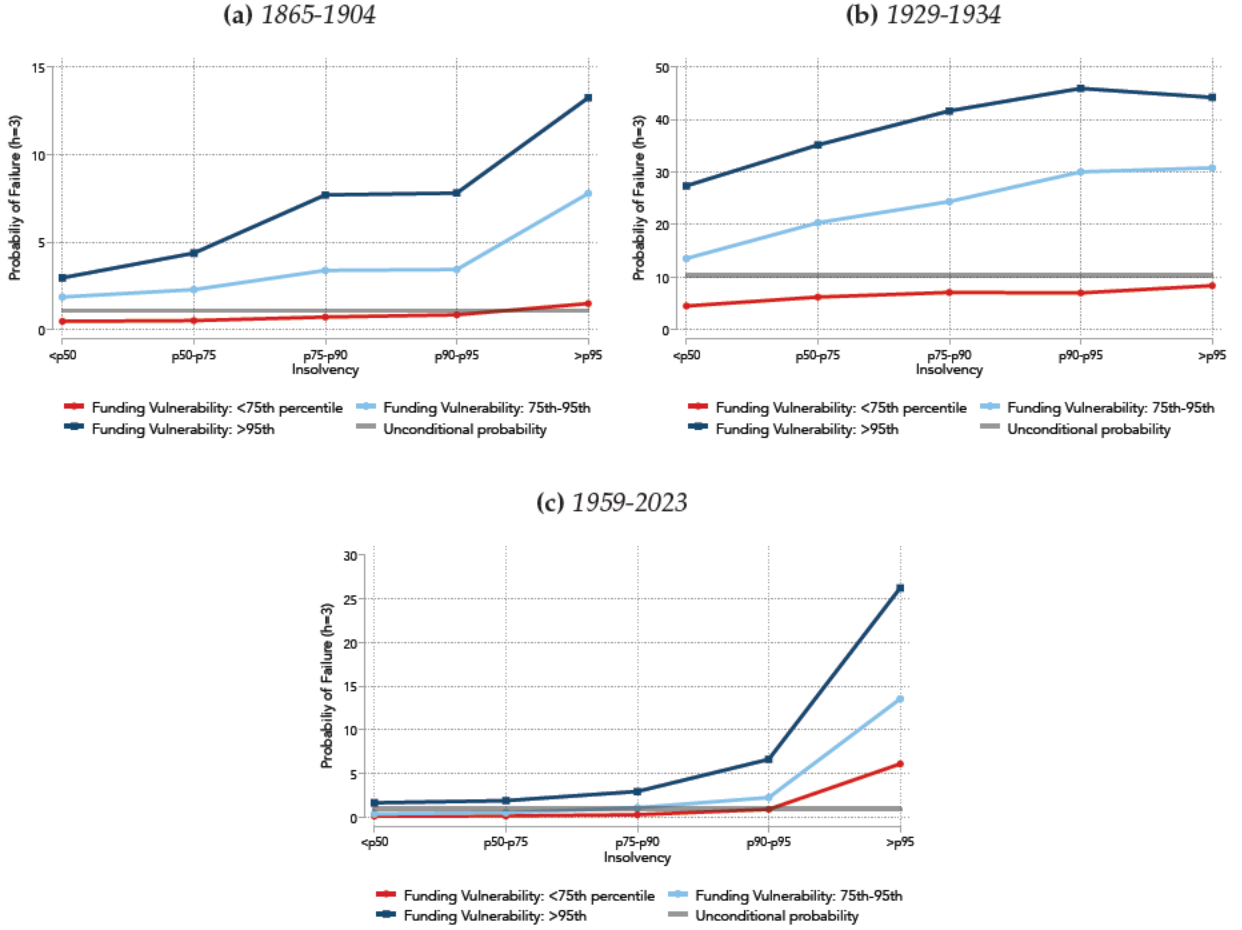 (a) 1865-1904
15
10
5
0
Probabiliy of Failure (h=3)
<p50 p50-p75 p75-p90 p90-p95 >p95
Insolvency
Funding Vulnerability: <75th percentile Funding Vulnerability: 75th-95th
Funding Vulnerability: >95th Unconditional probability
(b) 1929-1934
50
40
30
20
10
0
Probabiliy of Failure (h=3)
<p50 p50-p75 p75-p90 p90-p95 >p95
Insolvency
Funding Vulnerability: <75th percentile Funding Vulnerability: 75th-95th
Funding Vulnerability: >95th Unconditional probability
(c) 1959-2023
30
25
20
15
10
5
0
Probabiliy of Failure (h=3)
<p50 p50-p75 p75-p90 p90-p95 >p95
Insolvency
Funding Vulnerability: <75th percentile Funding Vulnerability: 75th-95th
Funding Vulnerability: >95th Unconditional probability